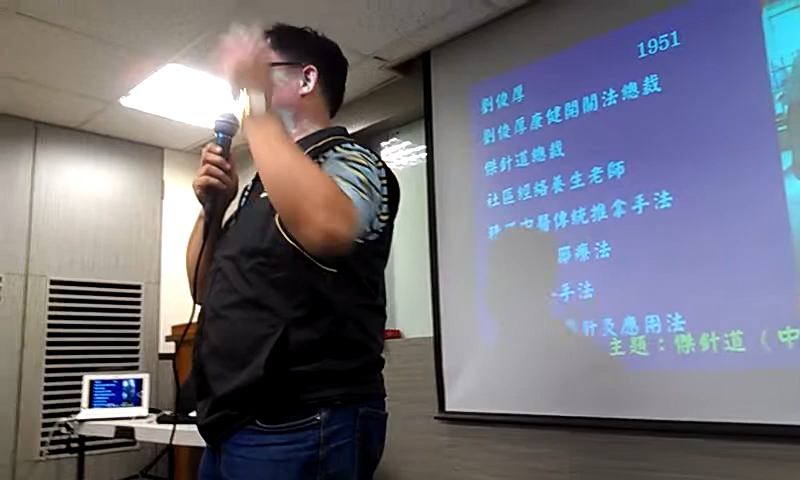 1951
劉俊厚
劉俊厚康健開關法總裁
傑針道總裁
社區經絡養生老師
中醫傳統推拿手法
療法
手法
針灸應用法
主題：傑針道（中